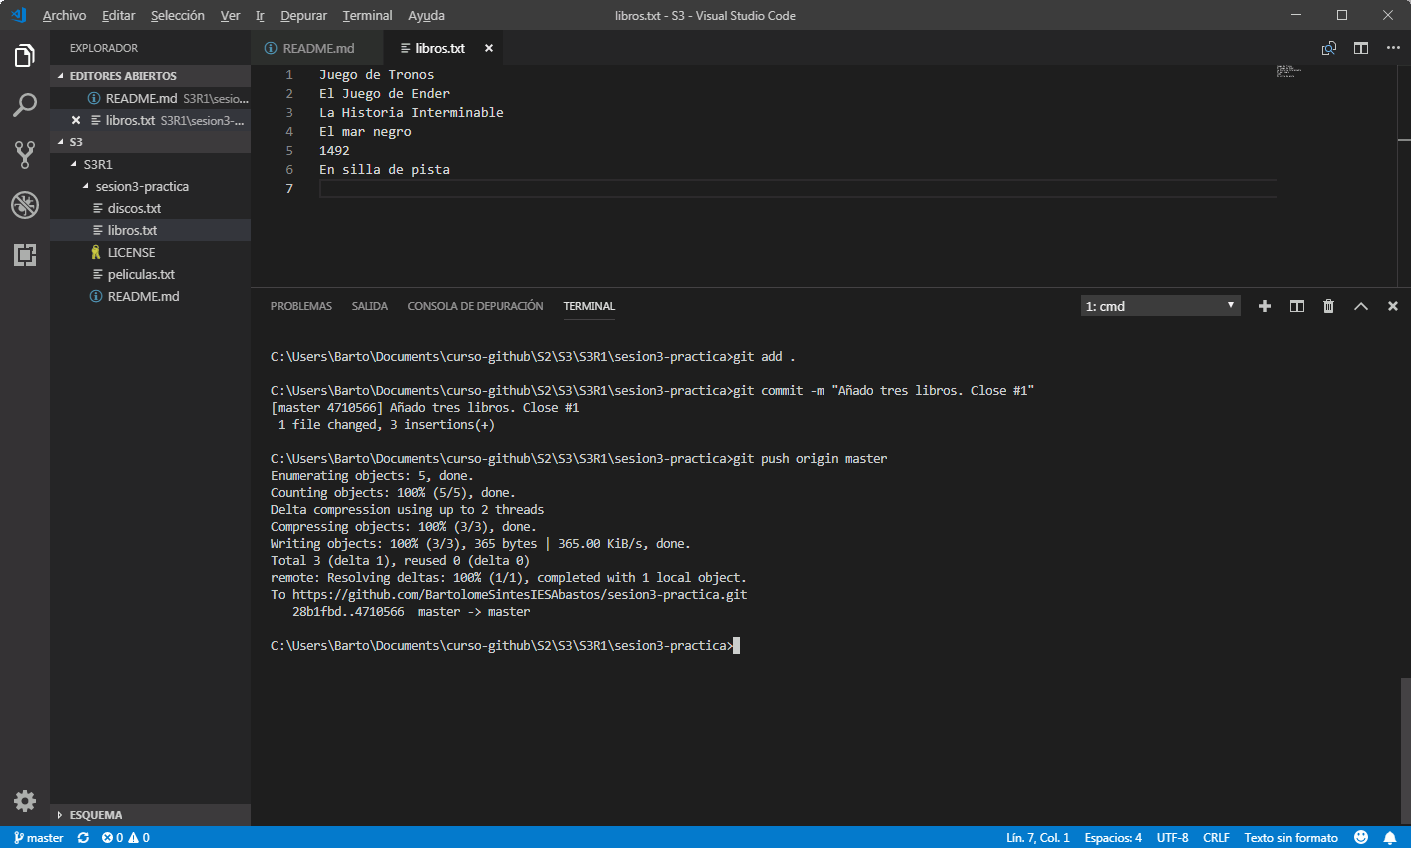 Archivo Editar Selección Ver Ir Depurar Terminal Ayuda
libros.txt - S3 - Visual Studio Code
EXPLORADOR
EDITORES ABIERTOS
README.md S3R1\sesio...
libros.txt S3R1\sesion3-...
S3
S3R1
sesion3-practica
discos.txt
libros.txt
LICENSE
peliculas.txt
README.md
ESQUEMA
README.md libros.txt
1 Juego de Tronos
2 El Juego de Ender
3 La Historia Interminable
4 El mar negro
5 1492
6 En silla de pista
7
PROBLEMAS SALIDA CONSOLA DE DEPURACIÓN TERMINAL 1: cmd
C:\Users\Barto\Documents\curso-github\S2\S3\S3R1\sesion3-practica>git add .
C:\Users\Barto\Documents\curso-github\S2\S3\S3R1\sesion3-practica>git commit -m "Añado tres libros. Close #1"
[master 4710566] Añado tres libros. Close #1
1 file changed, 3 insertions(+)
C:\Users\Barto\Documents\curso-github\S2\S3\S3R1\sesion3-practica>git push origin master
Enumerating objects: 5, done.
Counting objects: 100% (5/5), done.
Delta compression using up to 2 threads
Compressing objects: 100% (3/3), done.
Writing objects: 100% (3/3), 365 bytes | 365.00 KiB/s, done.
Total 3 (delta 1), reused 0 (delta 0)
remote: Resolving deltas: 100% (1/1), completed with 1 local object.
To https://github.com/BartolomeSintesIESAbastos/sesion3-practica.git
28b1fbd..4710566 master -> master
C:\Users\Barto\Documents\curso-github\S2\S3\S3R1\sesion3-practica>
master 0 0 Lín. 7, Col. 1 Espacios: 4 UTF-8 CRLF Texto sin formato